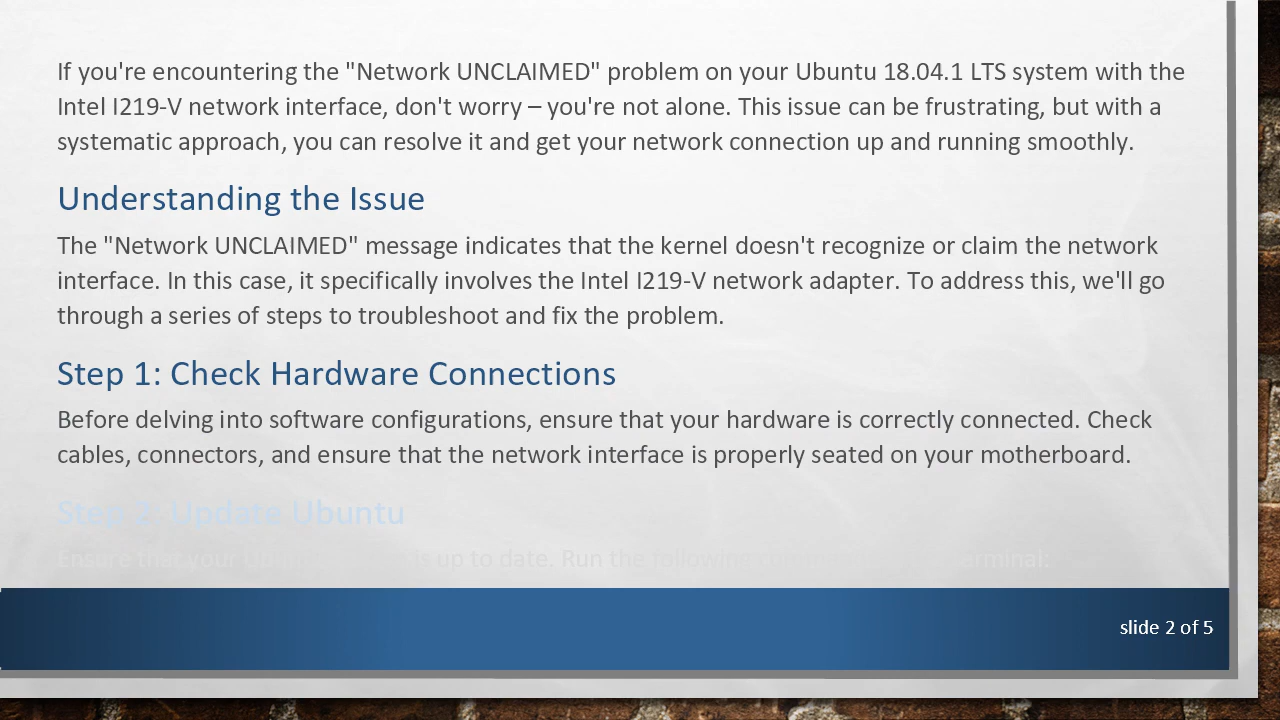 If you're encountering the "Network UNCLAIMED" problem on your Ubuntu 18.04.1 LTS system with the
Intel I219-V network interface, don't worry – you're not alone. This issue can be frustrating, but with a
systematic approach, you can resolve it and get your network connection up and running smoothly.
Understanding the Issue
The "Network UNCLAIMED" message indicates that the kernel doesn't recognize or claim the network
interface. In this case, it specifically involves the Intel I219-V network adapter. To address this, we'll go
through a series of steps to troubleshoot and fix the problem.
Step 1: Check Hardware Connections
Before delving into software configurations, ensure that your hardware is correctly connected. Check
cables, connectors, and ensure that the network interface is properly seated on your motherboard.
Step 2: Update Ubuntu
Ensure that your is up to date. Run the following
slide 2 of 5